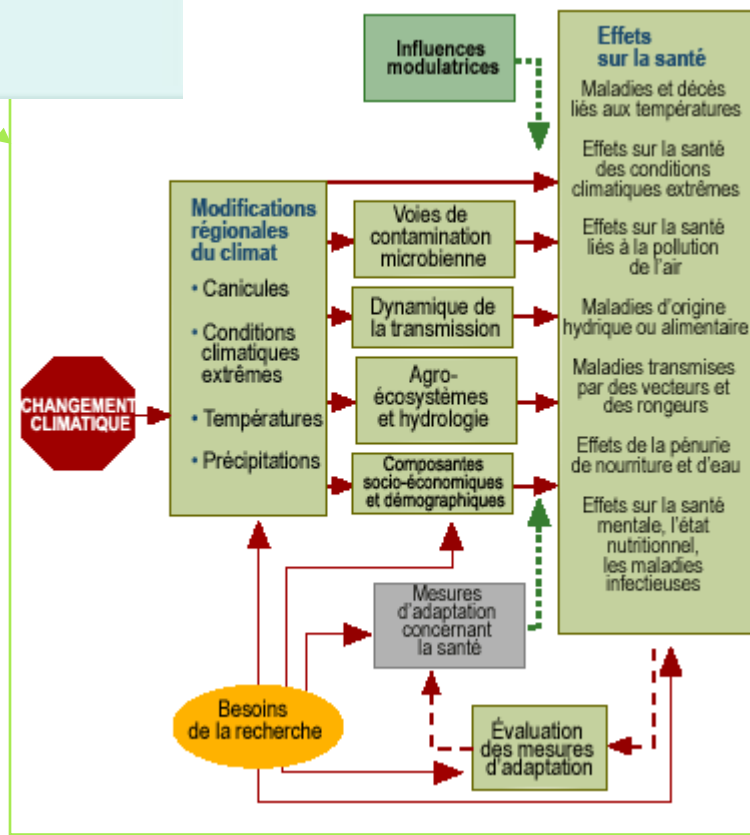 Influences
modulatrices
Effets
sur la santé
Maladies et décès
liés aux températures
Effets sur la santé
des conditions
climatiques extrêmes
Effets sur la santé
liés à la pollution
de l'air
Maladies d'origine
hydrique ou alimentaire
Maladies transmises
par des vecteurs et
des rongeurs
Effets de la pénurie
de nourriture et d'eau
Effets sur la santé
mentale, l'état
nutritionnel,
les maladies
infectieuses
Modifications
régionales
du climat
• Canicules
• Conditions
climatiques
extrêmes
• Températures
• Précipitations
Voies de
contamination
microbienne
Dynamique de
la transmission
Agro-
écosystèmes
et hydrologie
Composantes
socio-économiques
et démographiques
CHANGEMENT
CLIMATIQUE
Mesures
d'adaptation
concernant
la santé
Besoins
de la recherche
Évaluation
des mesures
d'adaptation